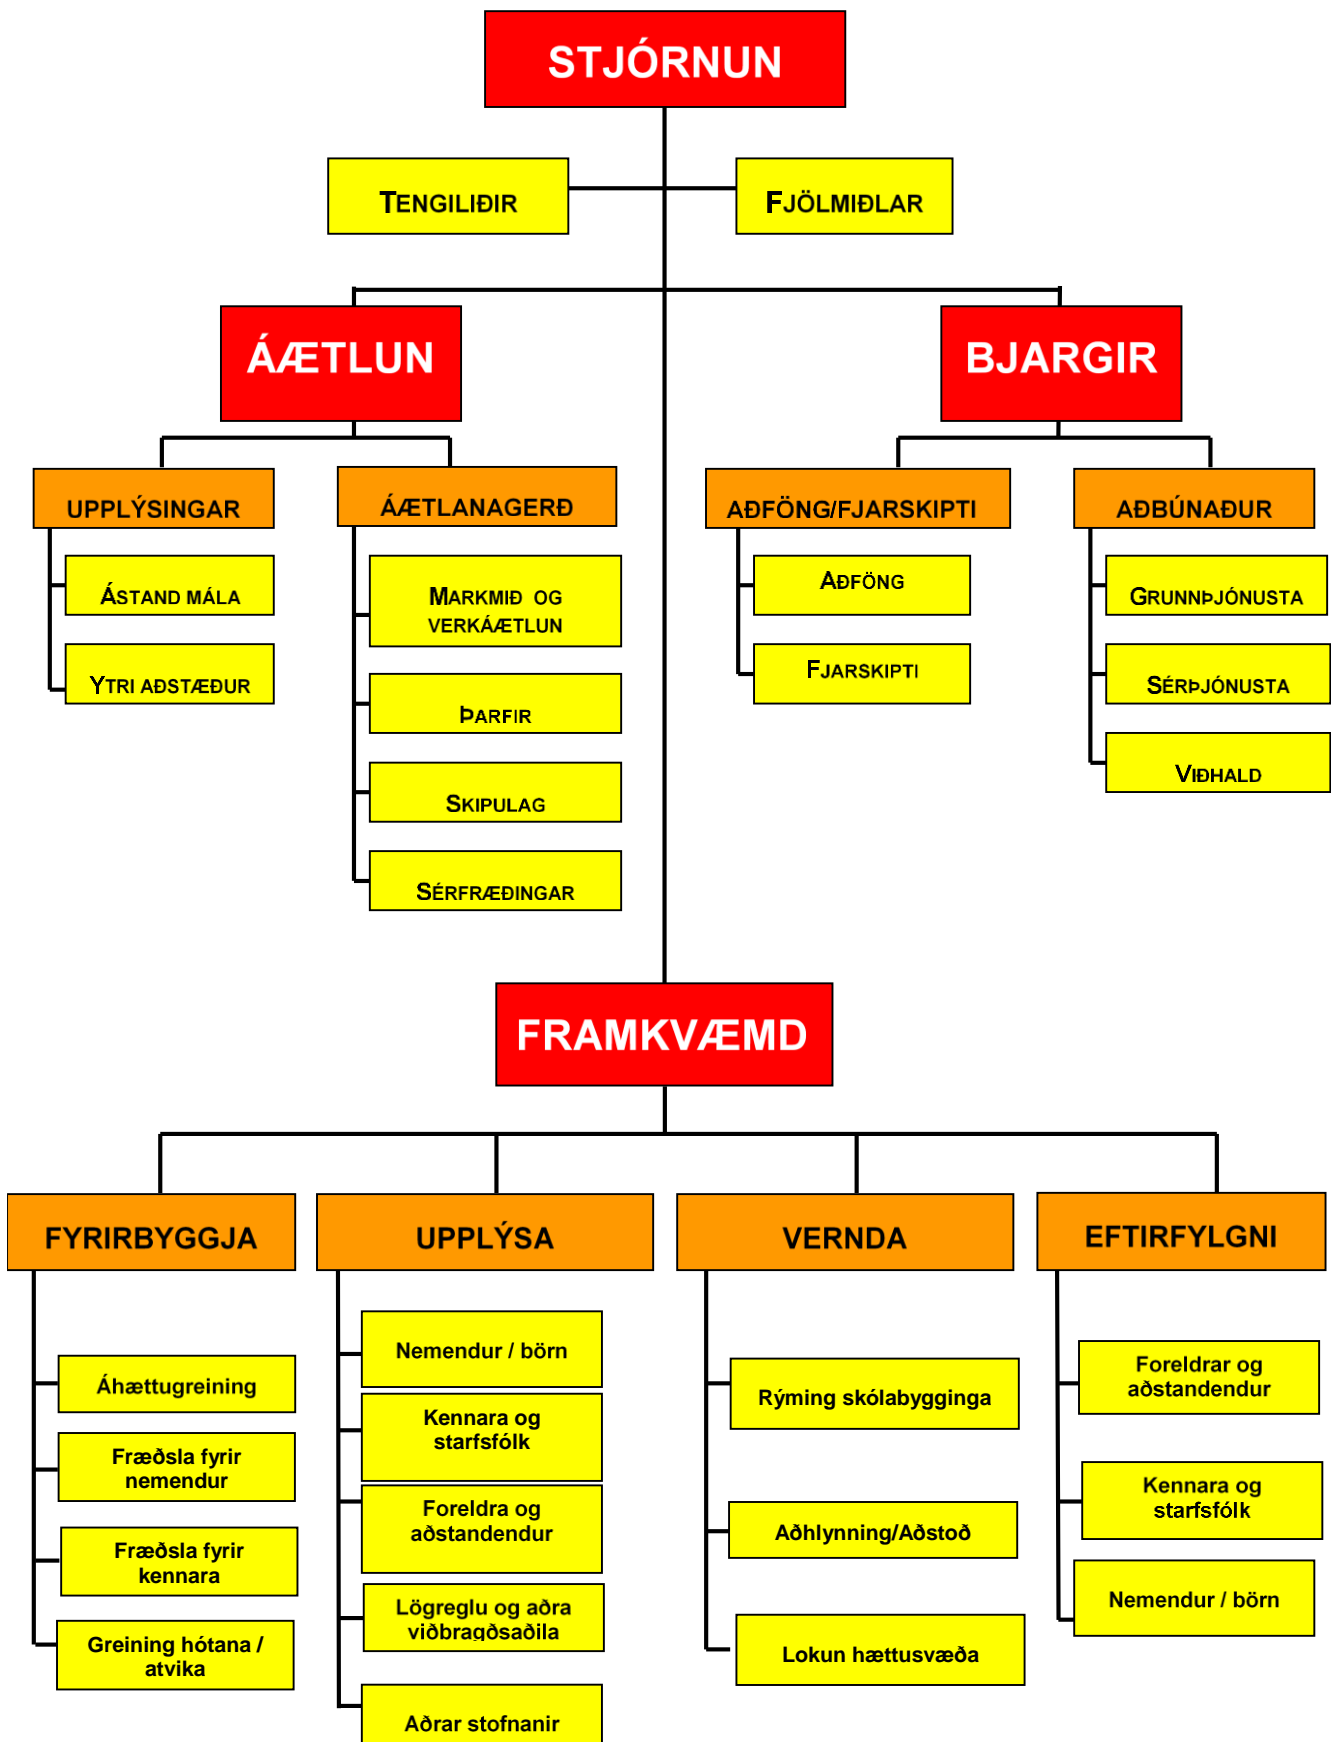 STJÓRNUN
TENGILIÐIR
FJÖLMIÐLAR
ÁÆTLUN
BJARGIR
UPPLÝSINGAR
ÁÆTLANAGERÐ
AÐFÖNG/FJARSKIPTI
AÐBÚNAÐUR
ÁSTAND MÁLA
YTRI AÐSTÆÐUR
MARKMIÐ OG
VERKÁÆTLUN
ÞARFIR
SKIPULAG
SÉRFRÆÐINGAR
AÐFÖNG
FJARSKIPTI
GRUNNÞJÓNUSTA
SÉRÞJÓNUSTA
VIÐHALD
FRAMKVÆMD
FYRIRBYGGJA
UPPLÝSA
VERNDA
EFTIRFYLGNI
Áhættugreining
Fræðsla fyrir
nemendur
Fræðsla fyrir
kennara
Greining hótana /
atvika
Nemendur / börn
Kennara og
starfsfólk
Foreldra og
aðstandendur
Lögreglu og aðra
viðbragðsaðila
Aðrar stofnanir
Rýming skólabygginga
Aðhlynning/Aðstoð
Lokun hættusvæða
Foreldrar og
aðstandendur
Kennara og
starfsfólk
Nemendur / börn